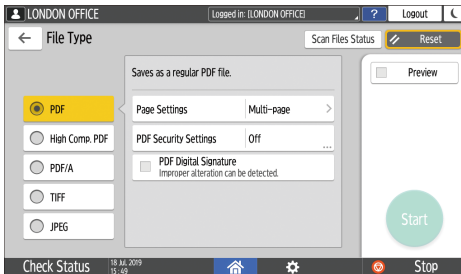 LONDON OFFICE
Logged in: (LONDON OFFICE)
?
Logout
File Type
Scan Files Status
Reset
Saves as a regular PDF file.
Preview
PDF
Page Settings
Multi-page
High Comp. PDF
PDF Security Settings
Off
...
PDF/A
PDF Digital Signature
Improper alteration can be detected.
TIFF
JPEG
Start
Check Status
18 Jul. 2019
15:49
Stop